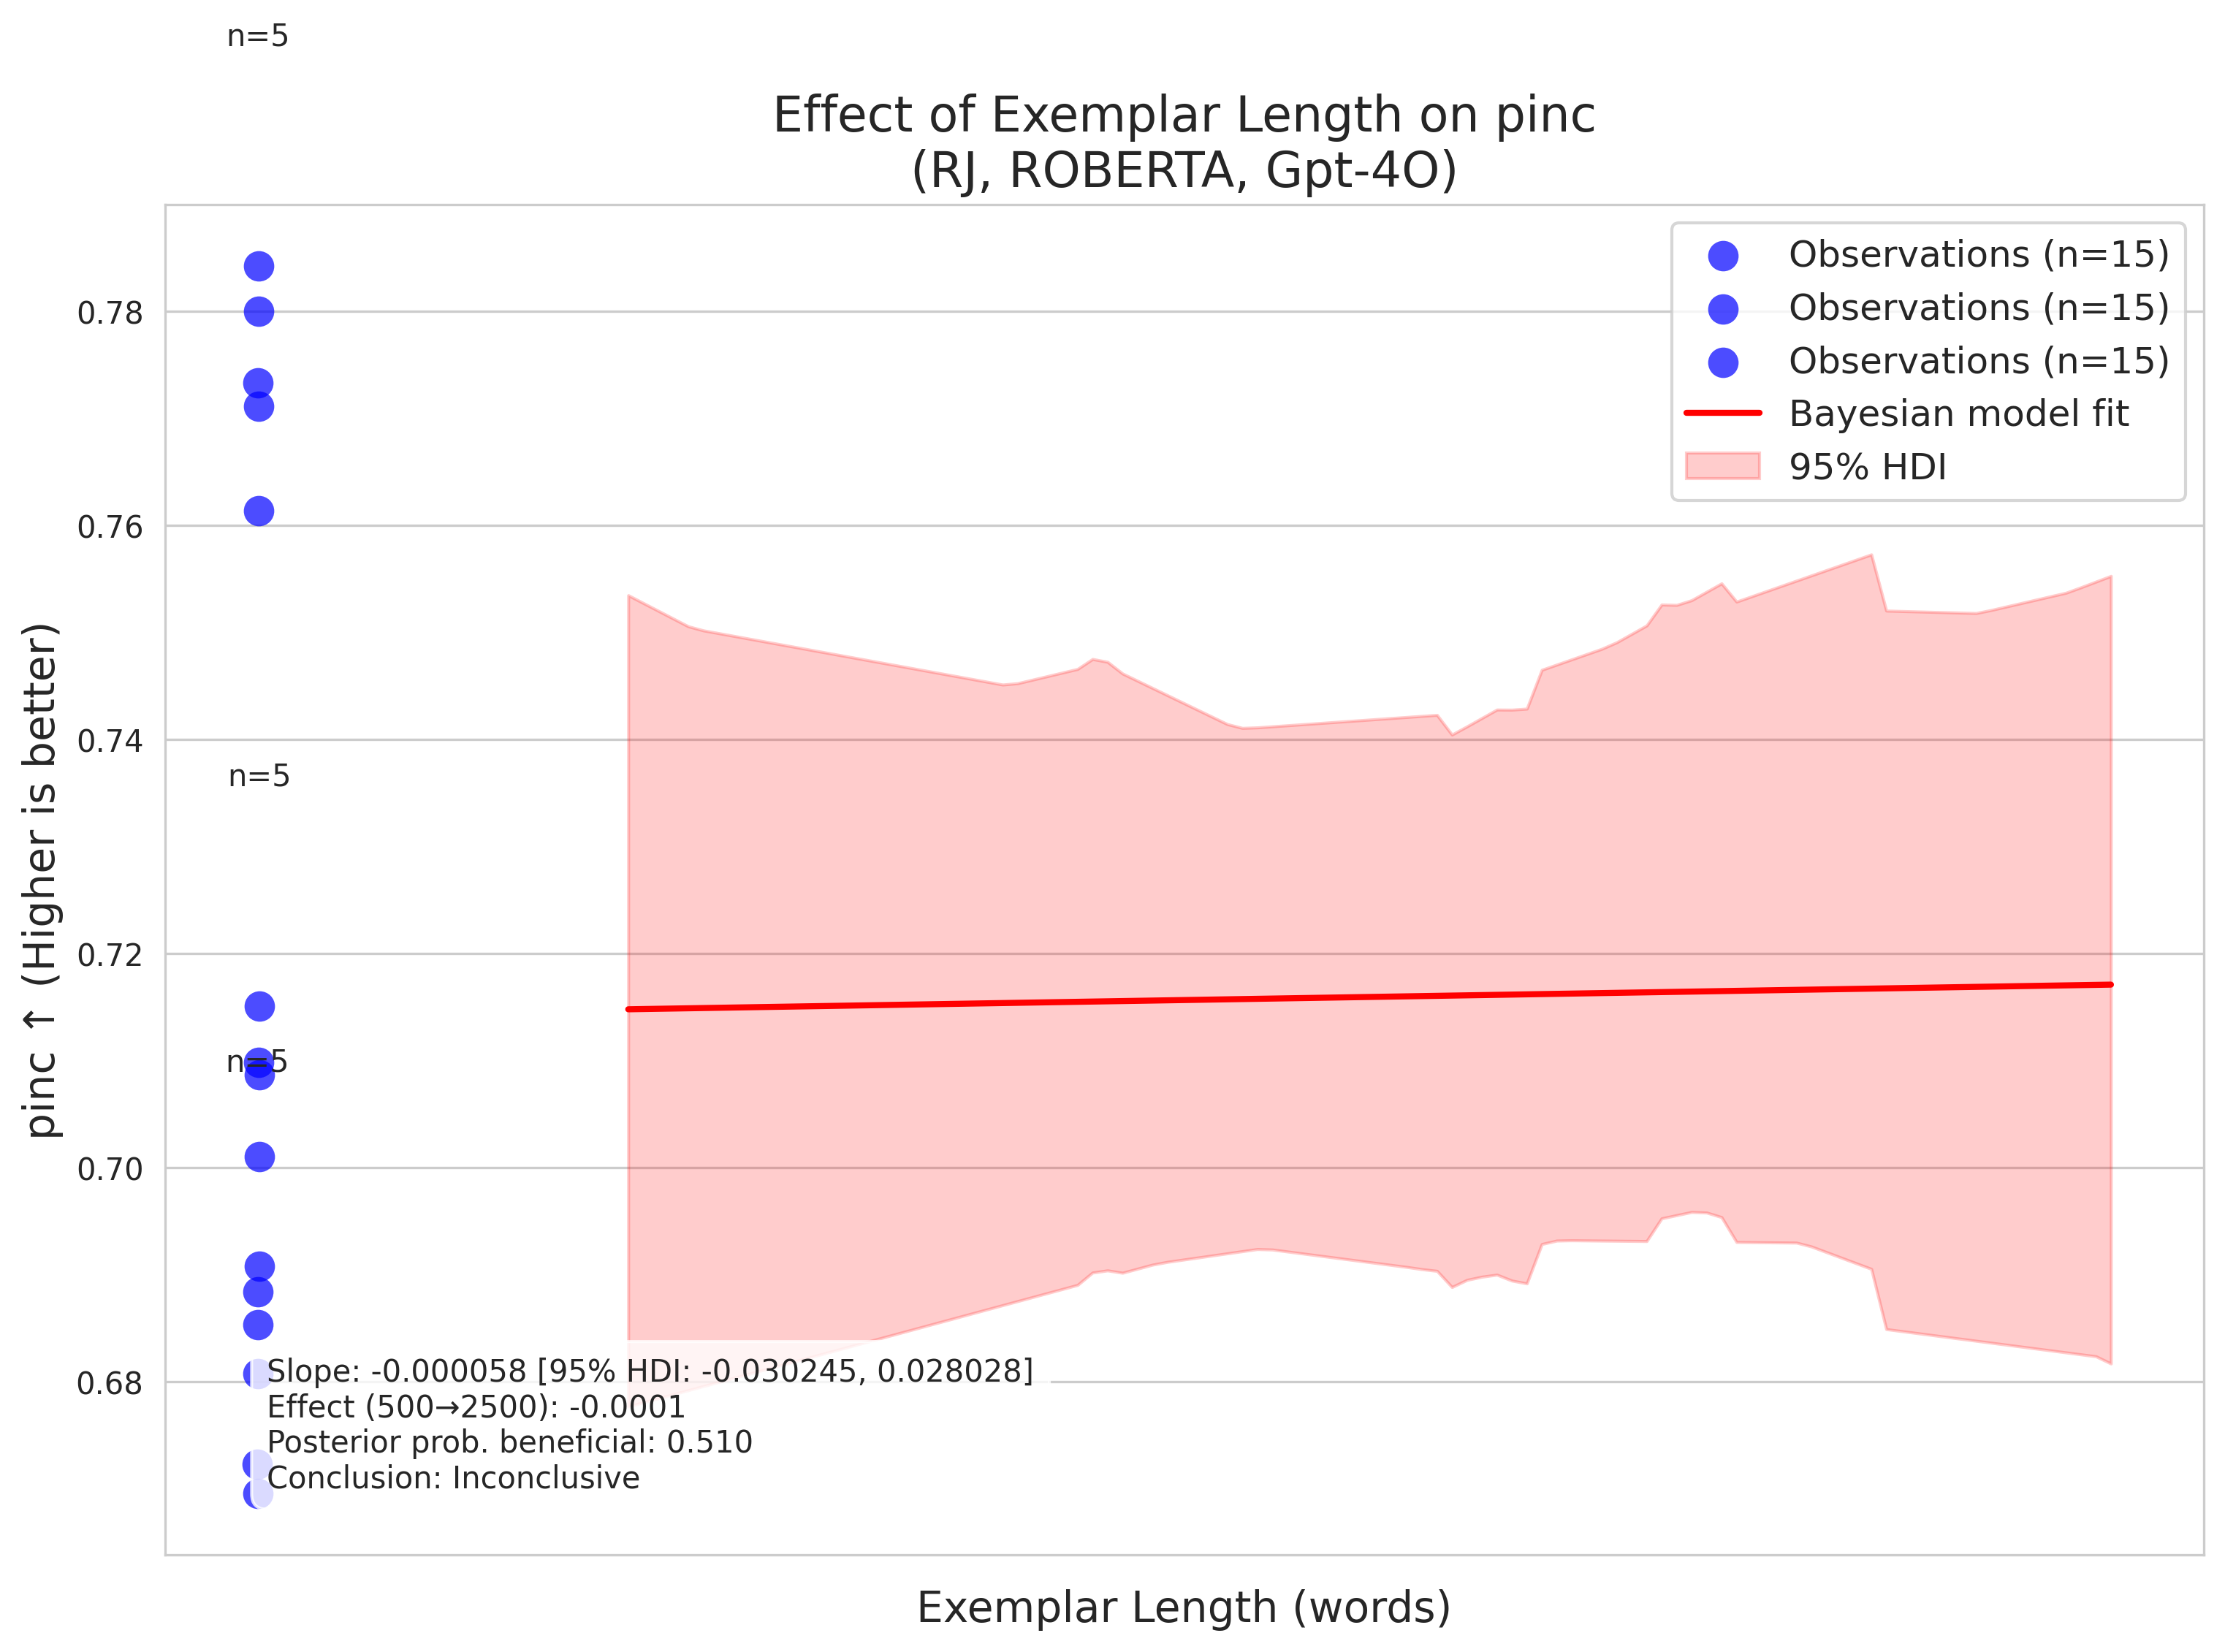 n=5
Effect of Exemplar Length on pinc
(RJ, ROBERTA, Gpt-4O)
Observations (n=15)
Observations (n=15)
Observations (n=15)
Bayesian model fit
95% HDI
pinc ↑ (Higher is better)
0.78
0.76
0.74
0.72
0.70
0.68
n=5
n=5
Slope: -0.000058 [95% HDI: -0.030245, 0.028028]
Effect (500→2500): -0.0001
Posterior prob. beneficial: 0.510
Conclusion: Inconclusive
Exemplar Length (words)